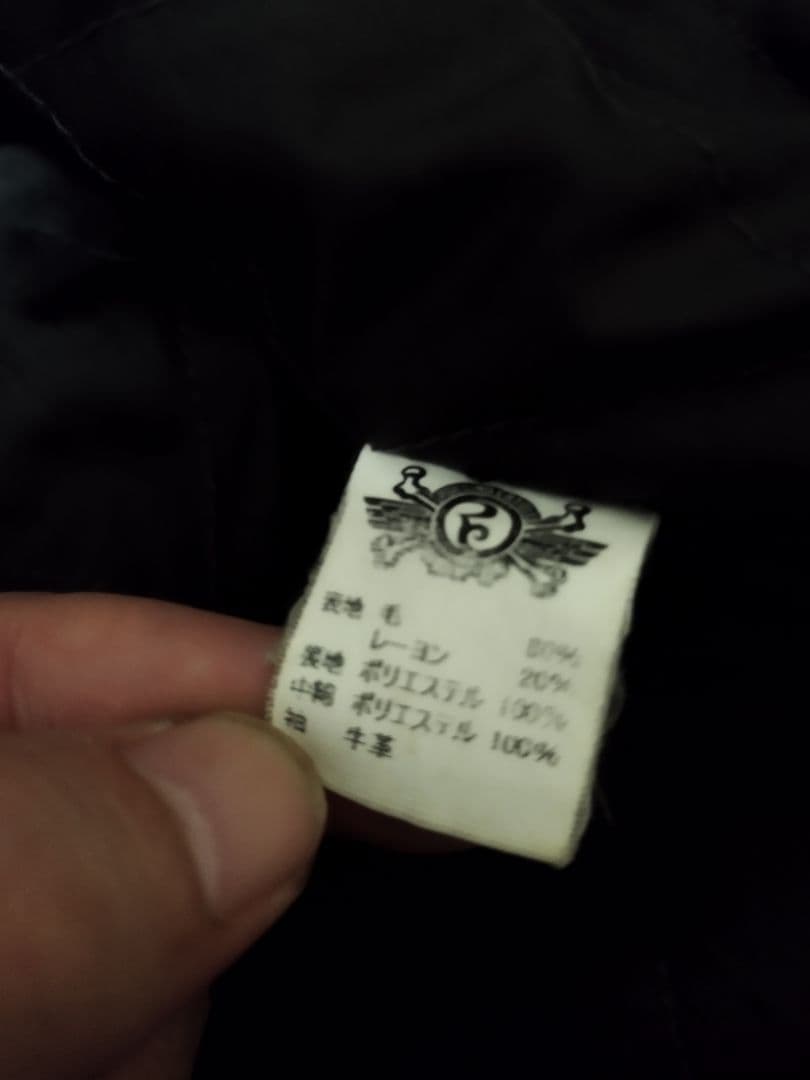 表地 毛 80%
レーヨン 20%
裏地 ポリエステル 100%
中綿 ポリエステル 100%
袖 牛革